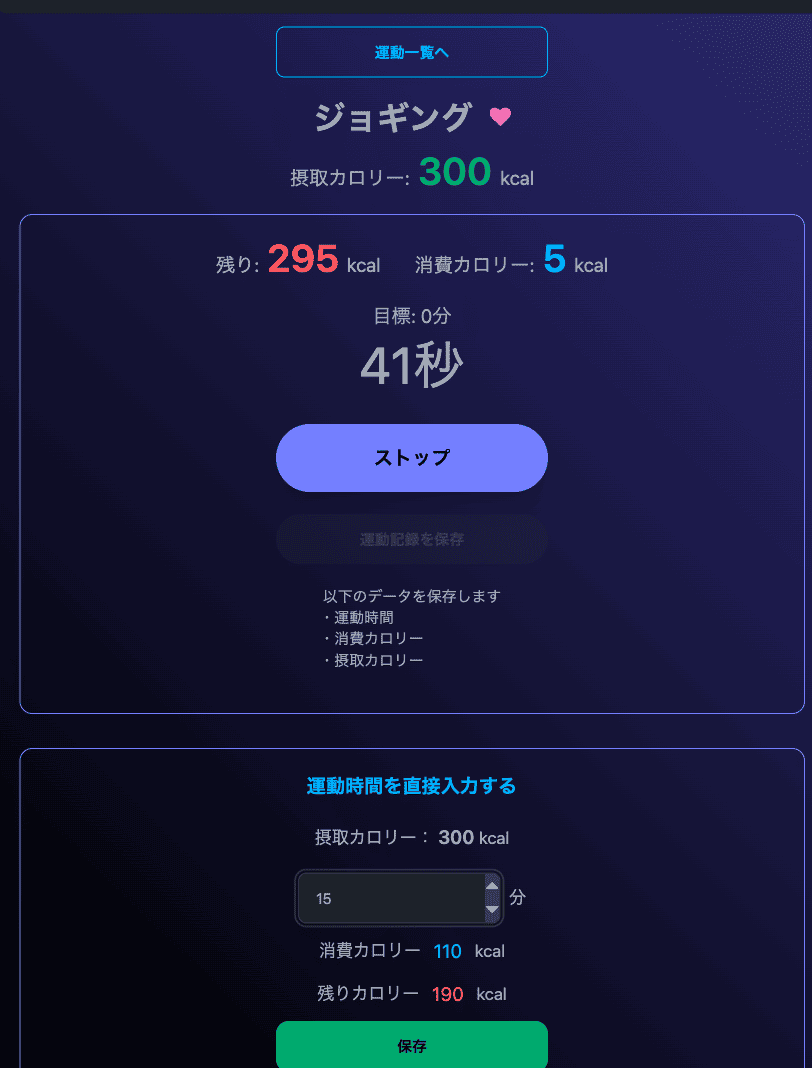 運動一覧へ
ジョギング
摂取カロリー: 300 kcal
残り: 295 kcal 消費カロリー: 5 kcal
目標: 0分
41秒
ストップ
運動記録を保存
以下のデータを保存します
・運動時間
・消費カロリー
・摂取カロリー
運動時間を直接入力する
摂取カロリー： 300 kcal
15 分
消費カロリー 110 kcal
残りカロリー 190 kcal
保存